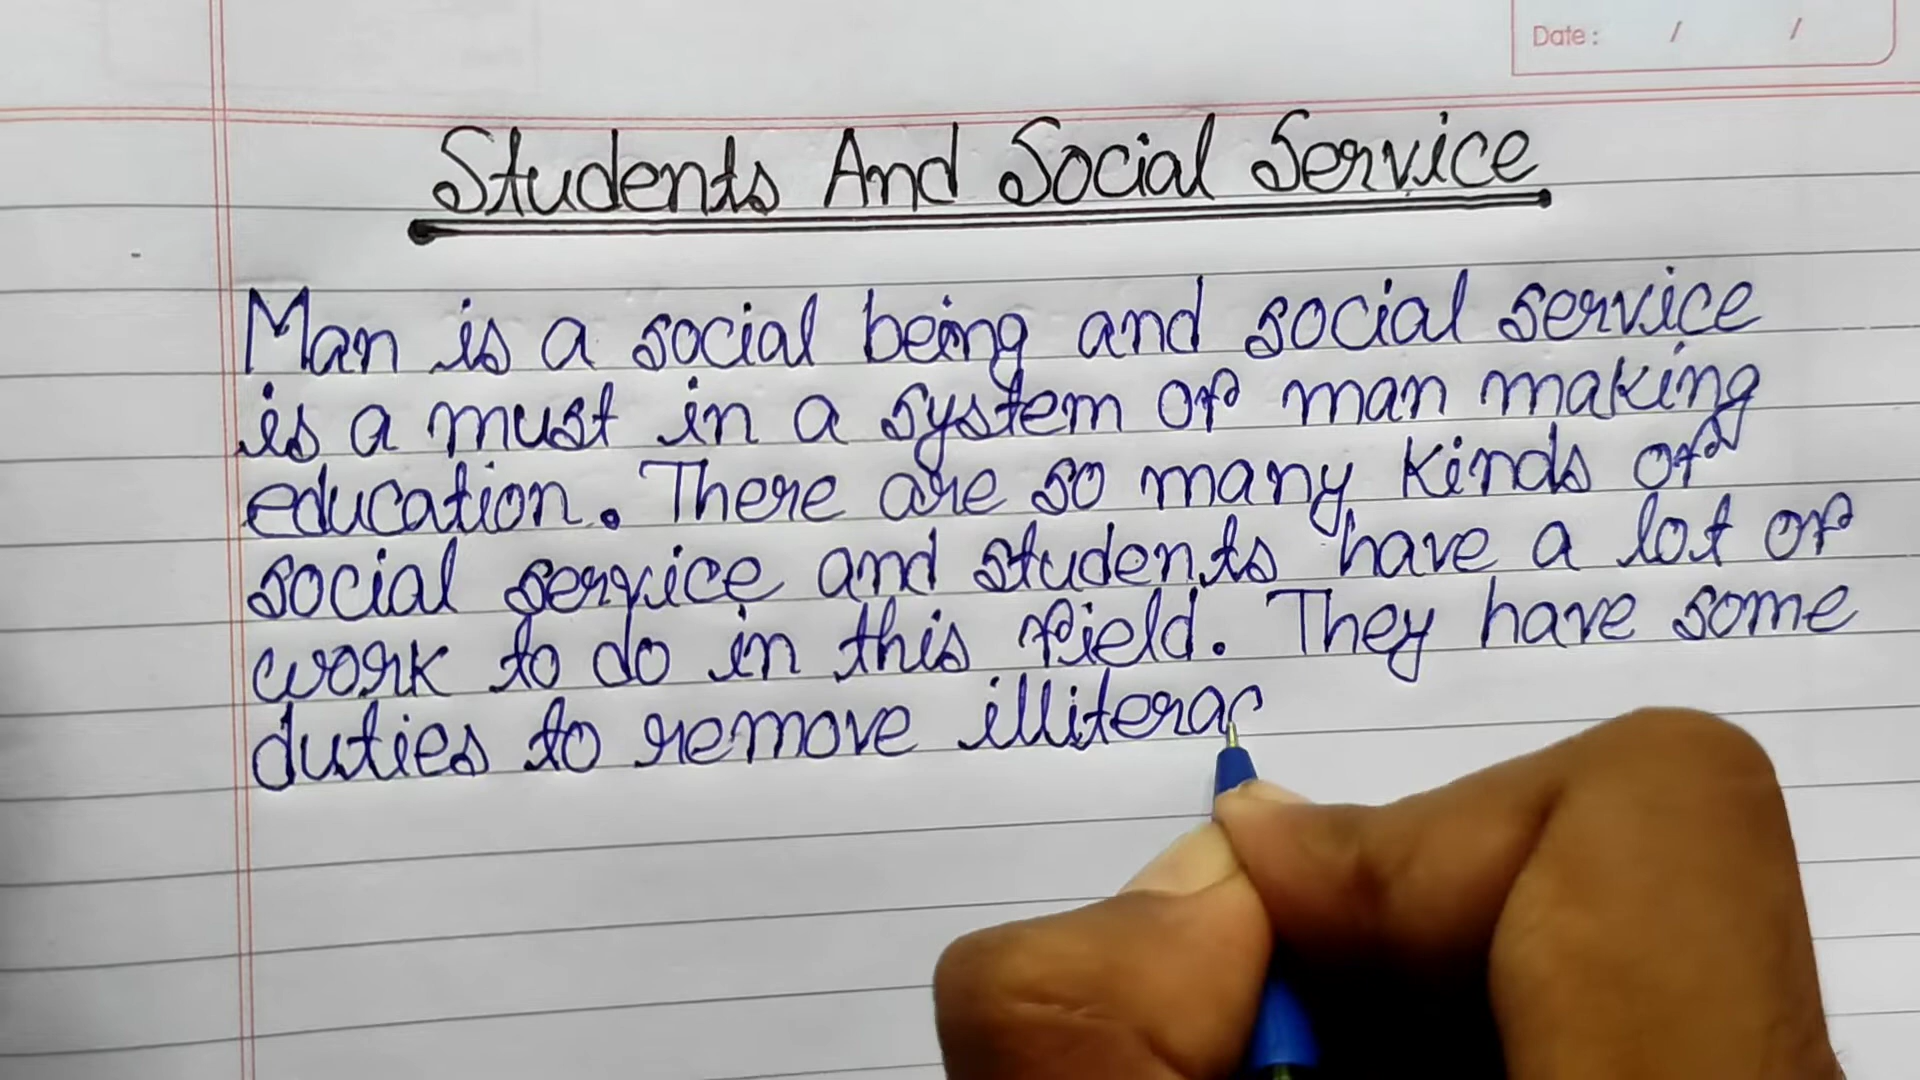 Date: / /
Students And Social Service
Man is a social being and social service
is a must in a system of man making
education. There are so many kinds of
social service and students have a lot of
work to do in this field. They have some
duties to remove illiterac